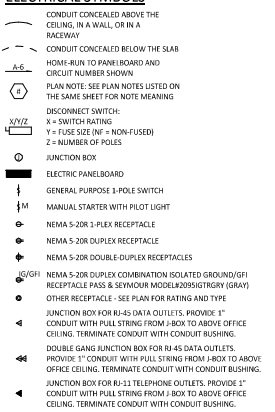 ELECTRICAL SYMBOLS
CONDUIT CONCEALED ABOVE THE
CEILING, IN A WALL, OR IN A
RACEWAY
CONDUIT CONCEALED BELOW THE SLAB
A-6
HOME-RUN TO PANELBOARD AND
CIRCUIT NUMBER SHOWN
#
PLAN NOTE: SEE PLAN NOTES LISTED ON
THE SAME SHEET FOR NOTE MEANING
DISCONNECT SWITCH:
X/Y/Z
X = SWITCH RATING
Y = FUSE SIZE (NF = NON-FUSED)
Z = NUMBER OF POLES
J
JUNCTION BOX
ELECTRIC PANELBOARD
GENERAL PURPOSE 1-POLE SWITCH
M
MANUAL STARTER WITH PILOT LIGHT
NEMA 5-20R 1-PLEX RECEPTACLE
NEMA 5-20R DUPLEX RECEPTACLE
NEMA 5-20R DOUBLE-DUPLEX RECEPTACLES
IG/GFI
NEMA 5-20R DUPLEX COMBINATION ISOLATED GROUND/GFI
RECEPTACLE PASS & SEYMOUR MODEL#2095IGTRGRY (GRAY)
OTHER RECEPTACLE - SEE PLAN FOR RATING AND TYPE
JUNCTION BOX FOR RJ-45 DATA OUTLETS. PROVIDE 1"
CONDUIT WITH PULL STRING FROM J-BOX TO ABOVE OFFICE
CEILING. TERMINATE CONDUIT WITH CONDUIT BUSHING.
DOUBLE GANG JUNCTION BOX FOR RJ-45 DATA OUTLETS.
PROVIDE 1" CONDUIT WITH PULL STRING FROM J-BOX TO ABOVE
OFFICE CEILING. TERMINATE CONDUIT WITH CONDUIT BUSHING.
JUNCTION BOX FOR RJ-11 TELEPHONE OUTLETS. PROVIDE 1"
CONDUIT WITH PULL STRING FROM J-BOX TO ABOVE OFFICE
CEILING. TERMINATE CONDUIT WITH CONDUIT BUSHING.